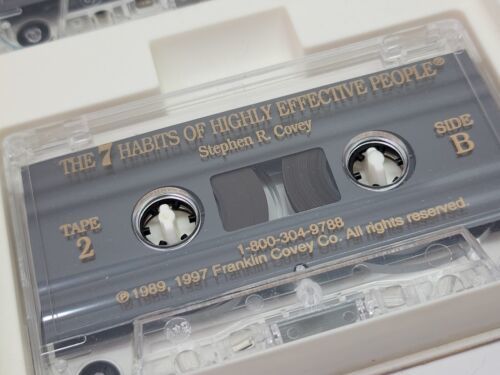 THE 7 HABITS OF HIGHLY EFFECTIVE PEOPLE®
Stephen R. Covey
SIDE
B
TAPE
2
1-800-304-9788
℗ 1989, 1997 Franklin Covey Co. All rights reserved.